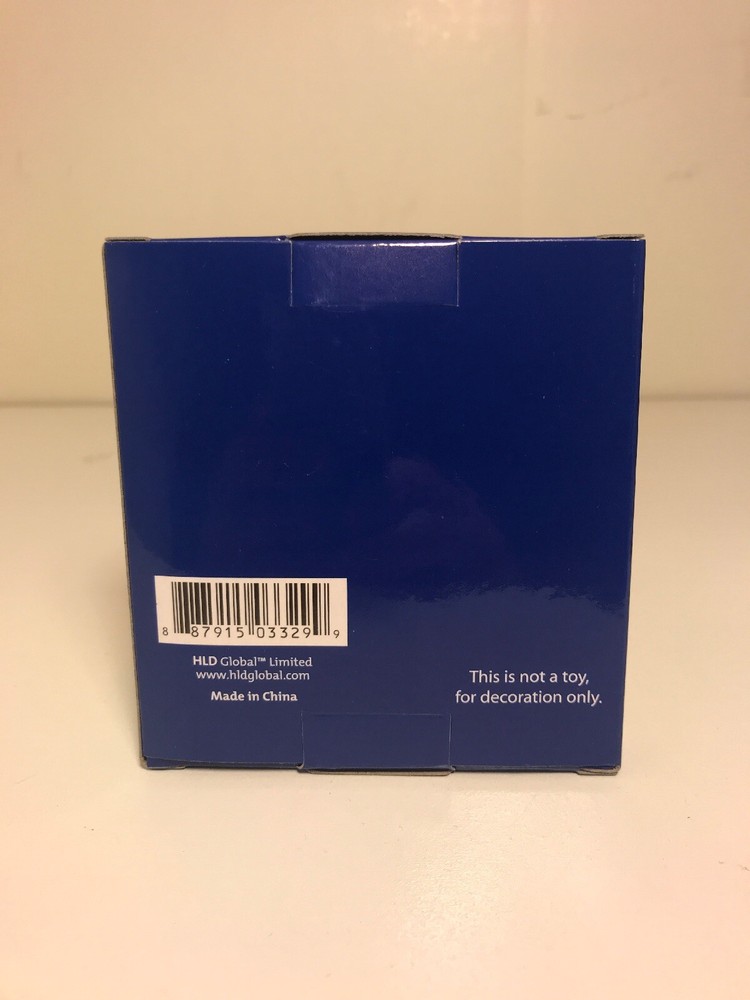 8 87915 03329 9
HLD Global™ Limited
www.hldglobal.com
Made in China
This is not a toy,
for decoration only.